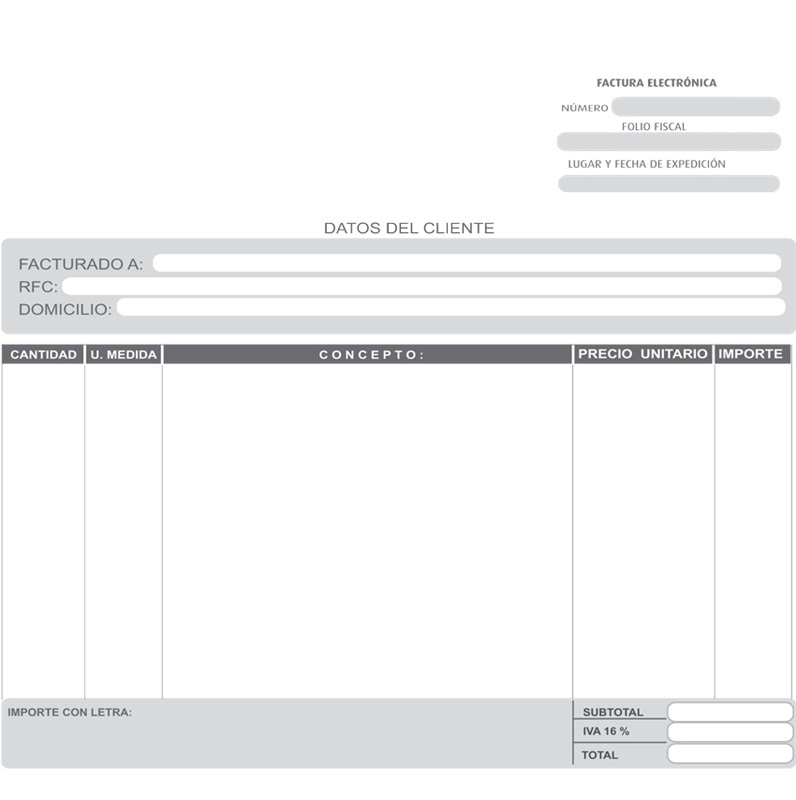 FACTURA ELECTRÓNICA
NÚMERO
FOLIO FISCAL
LUGAR Y FECHA DE EXPEDICIÓN
DATOS DEL CLIENTE
FACTURADO A:
RFC:
DOMICILIO:
CANTIDAD U. MEDIDA CONCEPTO: PRECIO UNITARIO IMPORTE
IMPORTE CON LETRA: SUBTOTAL
IVA 16 %
TOTAL